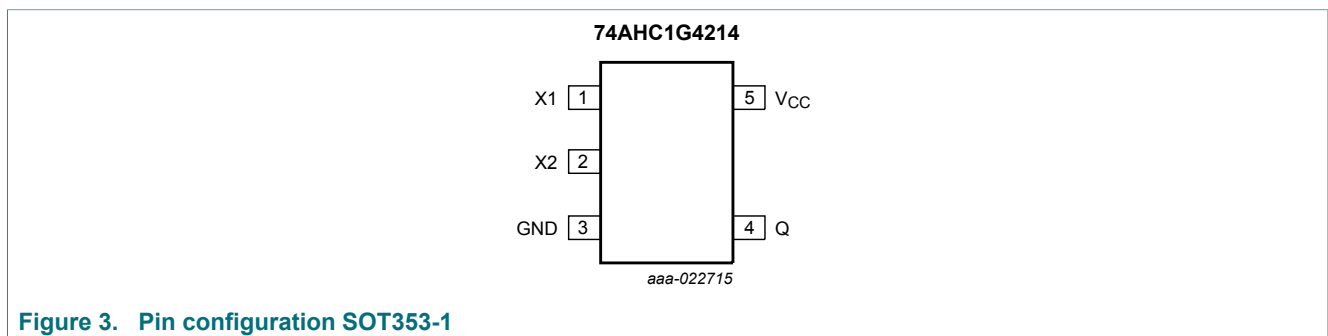 74AHC1G4214
X1 1 5 VCC
X2 2
GND 3 4 Q
aaa-022715
Figure 3. Pin configuration SOT353-1